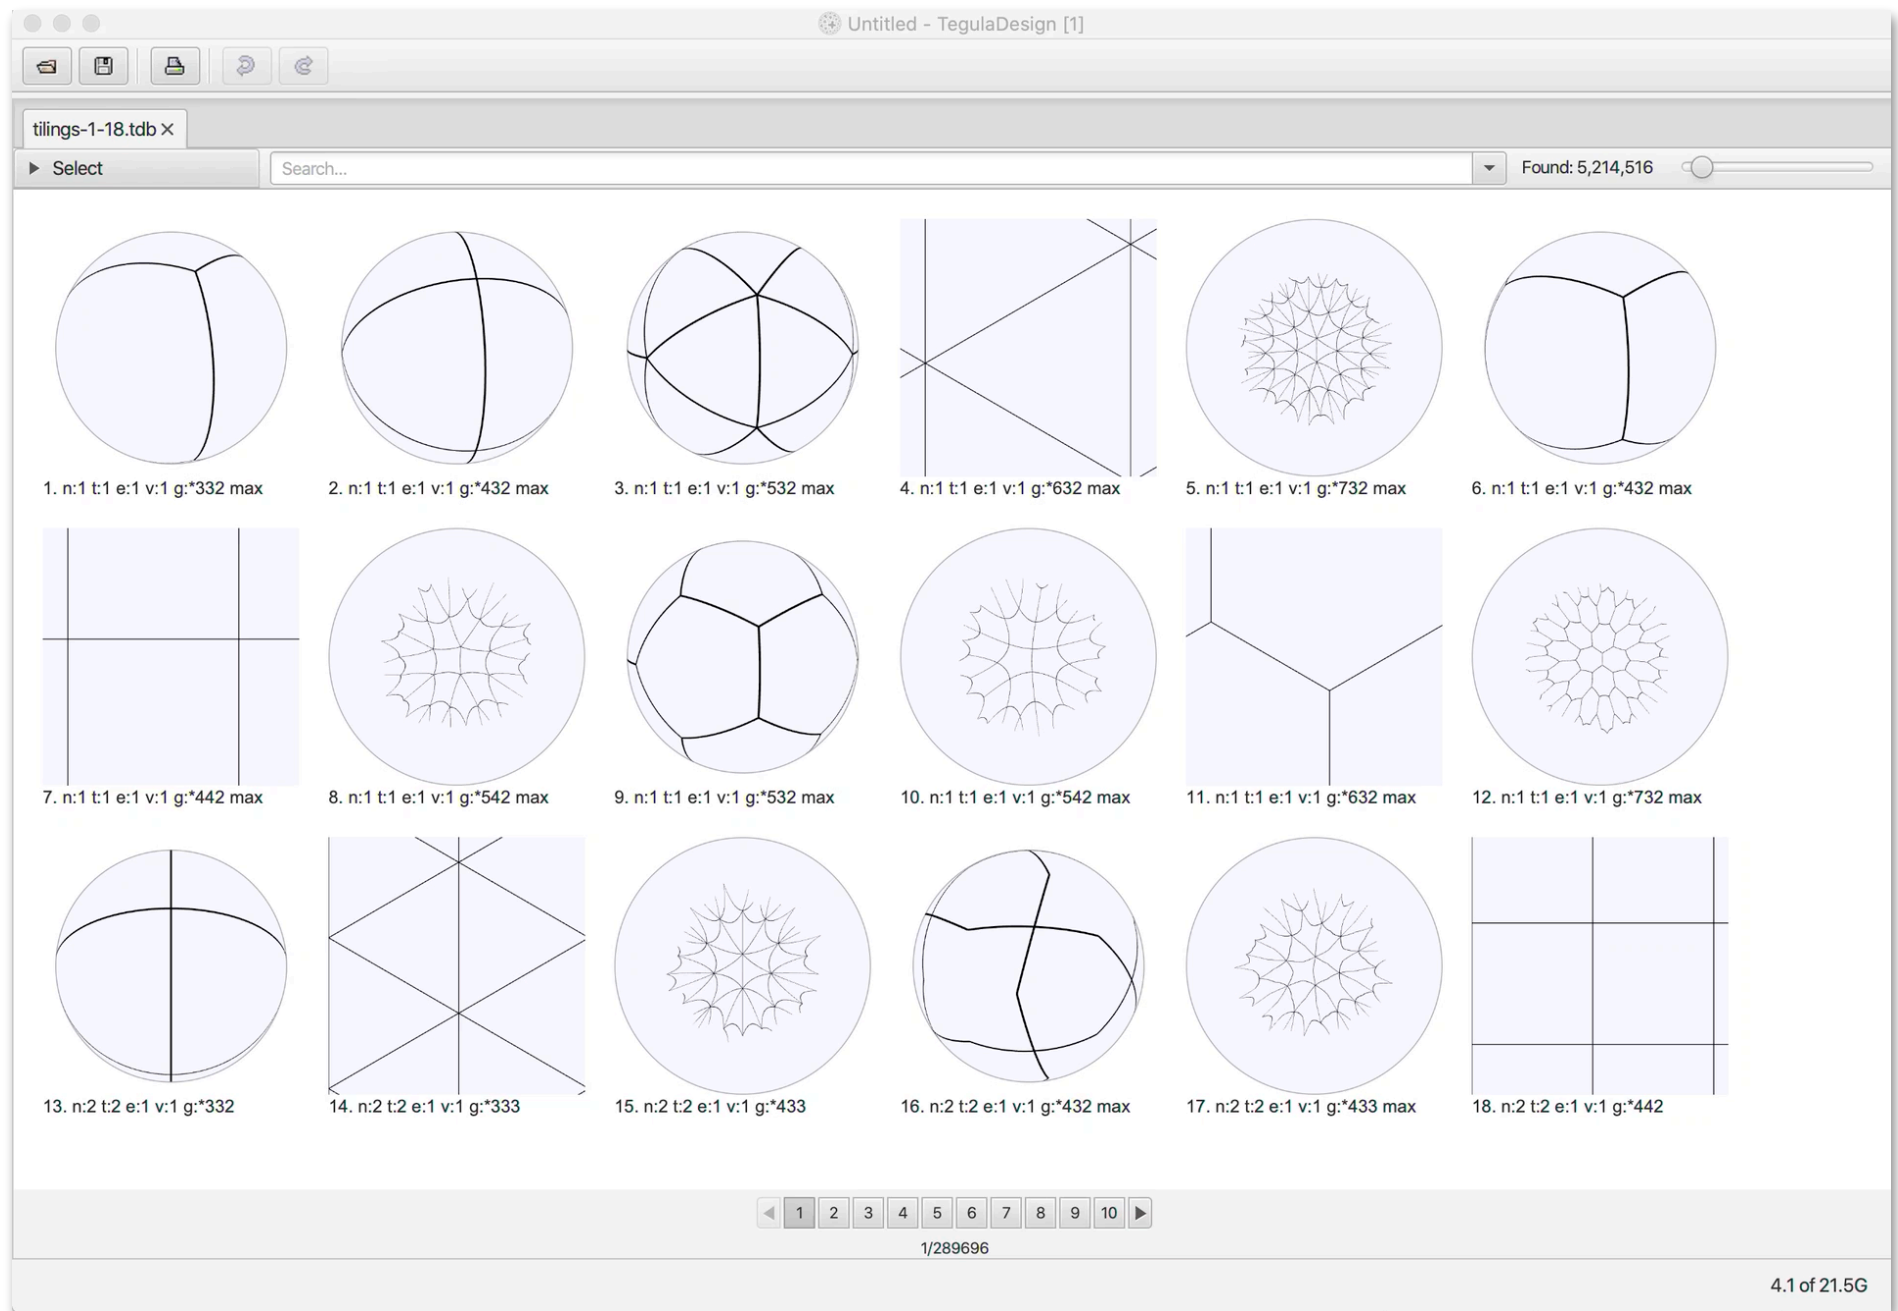 Untitled - TegulaDesign [1]
tilings-1-18.tdb
Select
Search...
Found: 5,214,516
1. n:1 t:1 e:1 v:1 g:*332 max
2. n:1 t:1 e:1 v:1 g:*432 max
3. n:1 t:1 e:1 v:1 g:*532 max
4. n:1 t:1 e:1 v:1 g:*632 max
5. n:1 t:1 e:1 v:1 g:*732 max
6. n:1 t:1 e:1 v:1 g:*432 max
7. n:1 t:1 e:1 v:1 g:*442 max
8. n:1 t:1 e:1 v:1 g:*542 max
9. n:1 t:1 e:1 v:1 g:*532 max
10. n:1 t:1 e:1 v:1 g:*542 max
11. n:1 t:1 e:1 v:1 g:*632 max
12. n:1 t:1 e:1 v:1 g:*732 max
13. n:2 t:2 e:1 v:1 g:*332
14. n:2 t:2 e:1 v:1 g:*333
15. n:2 t:2 e:1 v:1 g:*433
16. n:2 t:2 e:1 v:1 g:*432 max
17. n:2 t:2 e:1 v:1 g:*433 max
18. n:2 t:2 e:1 v:1 g:*442
1 2 3 4 5 6 7 8 9 10
1/289696
4.1 of 21.5G